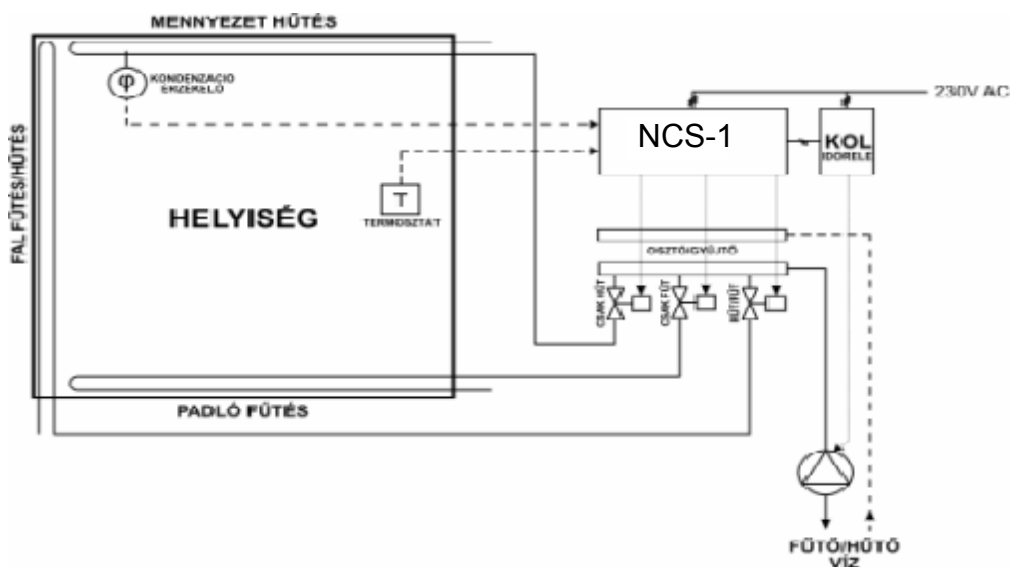 MENNYEZET HŰTÉS
φ KONDENZÁCIÓ
ÉRZÉKELŐ
230V AC
NCS-1
KOL
IDŐRELÉ
FAL FŰTÉS/HŰTÉS
HELYISÉG
T
TERMOSZTÁT
OSZTÓ/GYŰJTŐ
CSAK HŰT
CSAK FŰT
HŰT/FŰT
PADLÓ FŰTÉS
FŰTŐ/HŰTŐ
VÍZ